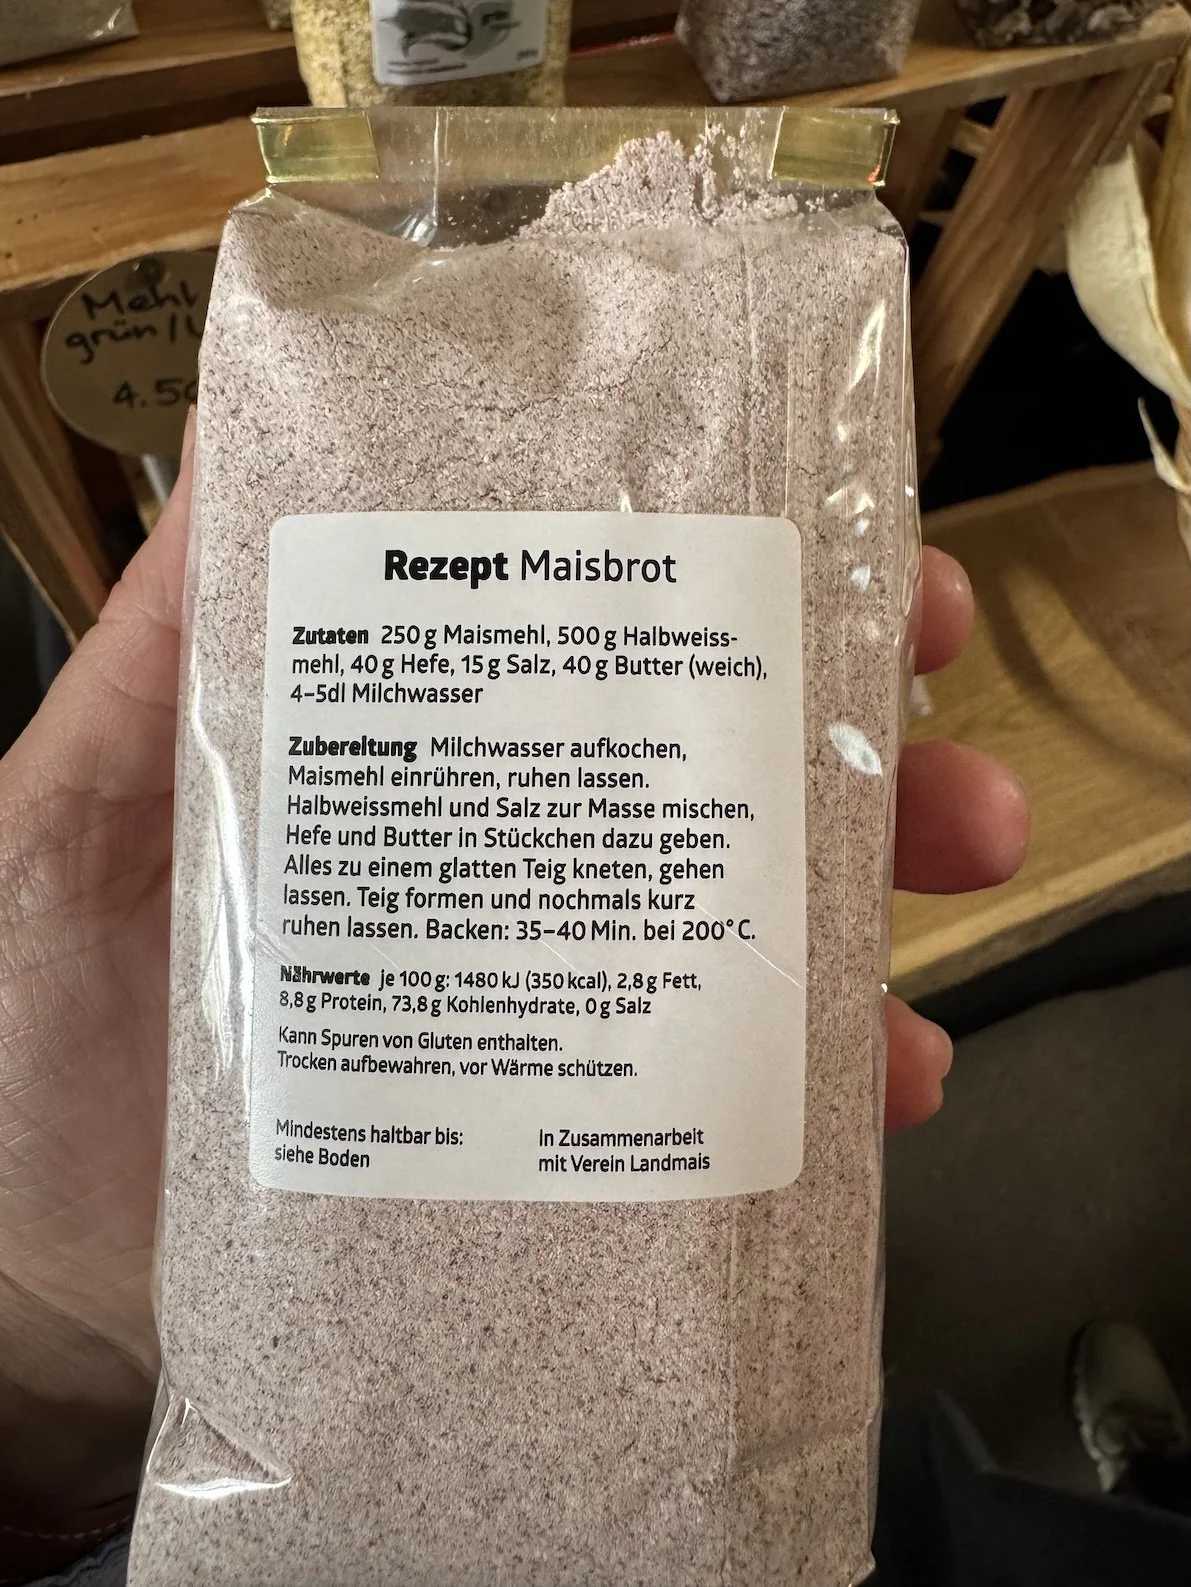 Mehl
grün/
4.50
Rezept Maisbrot
Zutaten 250 g Maismehl, 500 g Halbweiss-
mehl, 40 g Hefe, 15 g Salz, 40 g Butter (weich),
4–5dl Milchwasser
Zubereitung Milchwasser aufkochen,
Maismehl einrühren, ruhen lassen.
Halbweissmehl und Salz zur Masse mischen,
Hefe und Butter in Stückchen dazu geben.
Alles zu einem glatten Teig kneten, gehen
lassen. Teig formen und nochmals kurz
ruhen lassen. Backen: 35–40 Min. bei 200° C.
Nährwerte je 100 g: 1480 kJ (350 kcal), 2,8 g Fett,
8,8 g Protein, 73,8 g Kohlenhydrate, 0 g Salz
Kann Spuren von Gluten enthalten.
Trocken aufbewahren, vor Wärme schützen.
Mindestens haltbar bis:
siehe Boden
In Zusammenarbeit
mit Verein Landmais